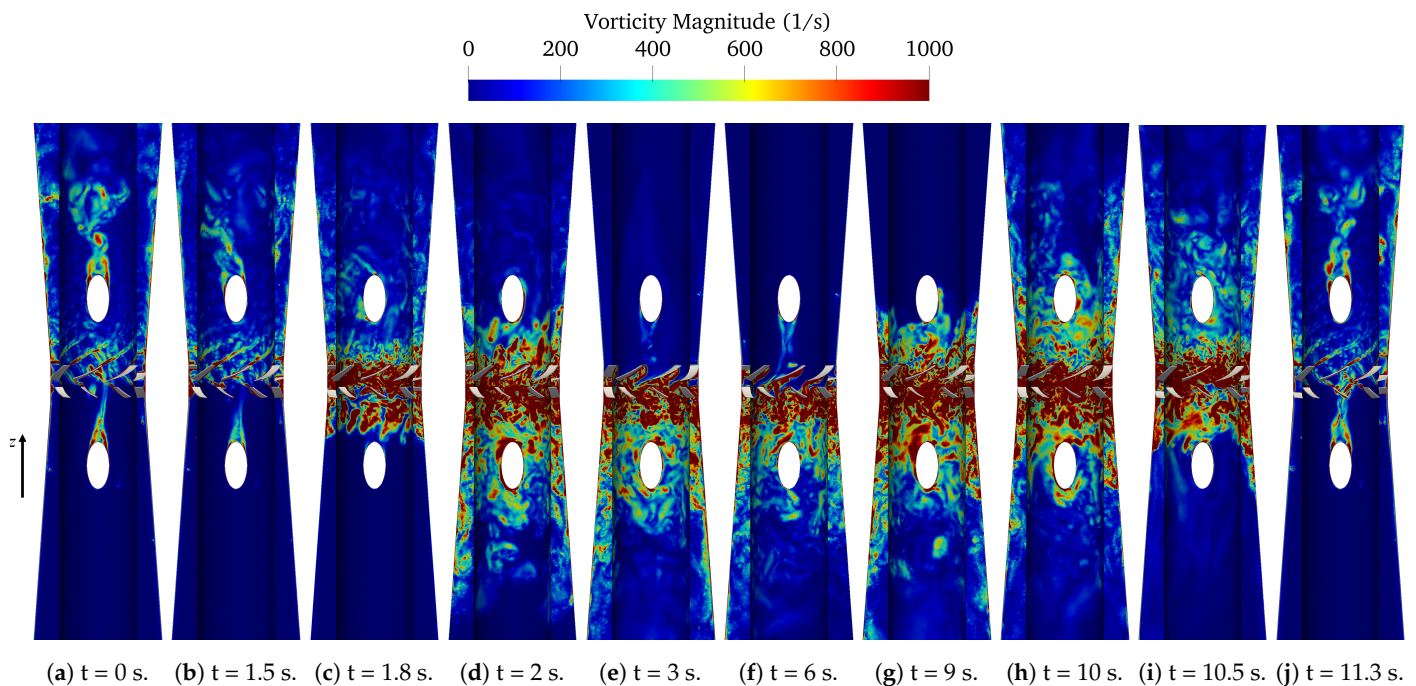 Vorticity Magnitude (1/s)
0 200 400 600 800 1000
z
(a) t = 0 s. (b) t = 1.5 s. (c) t = 1.8 s. (d) t = 2 s. (e) t = 3 s. (f) t = 6 s. (g) t = 9 s. (h) t = 10 s. (i) t = 10.5 s. (j) t = 11.3 s.